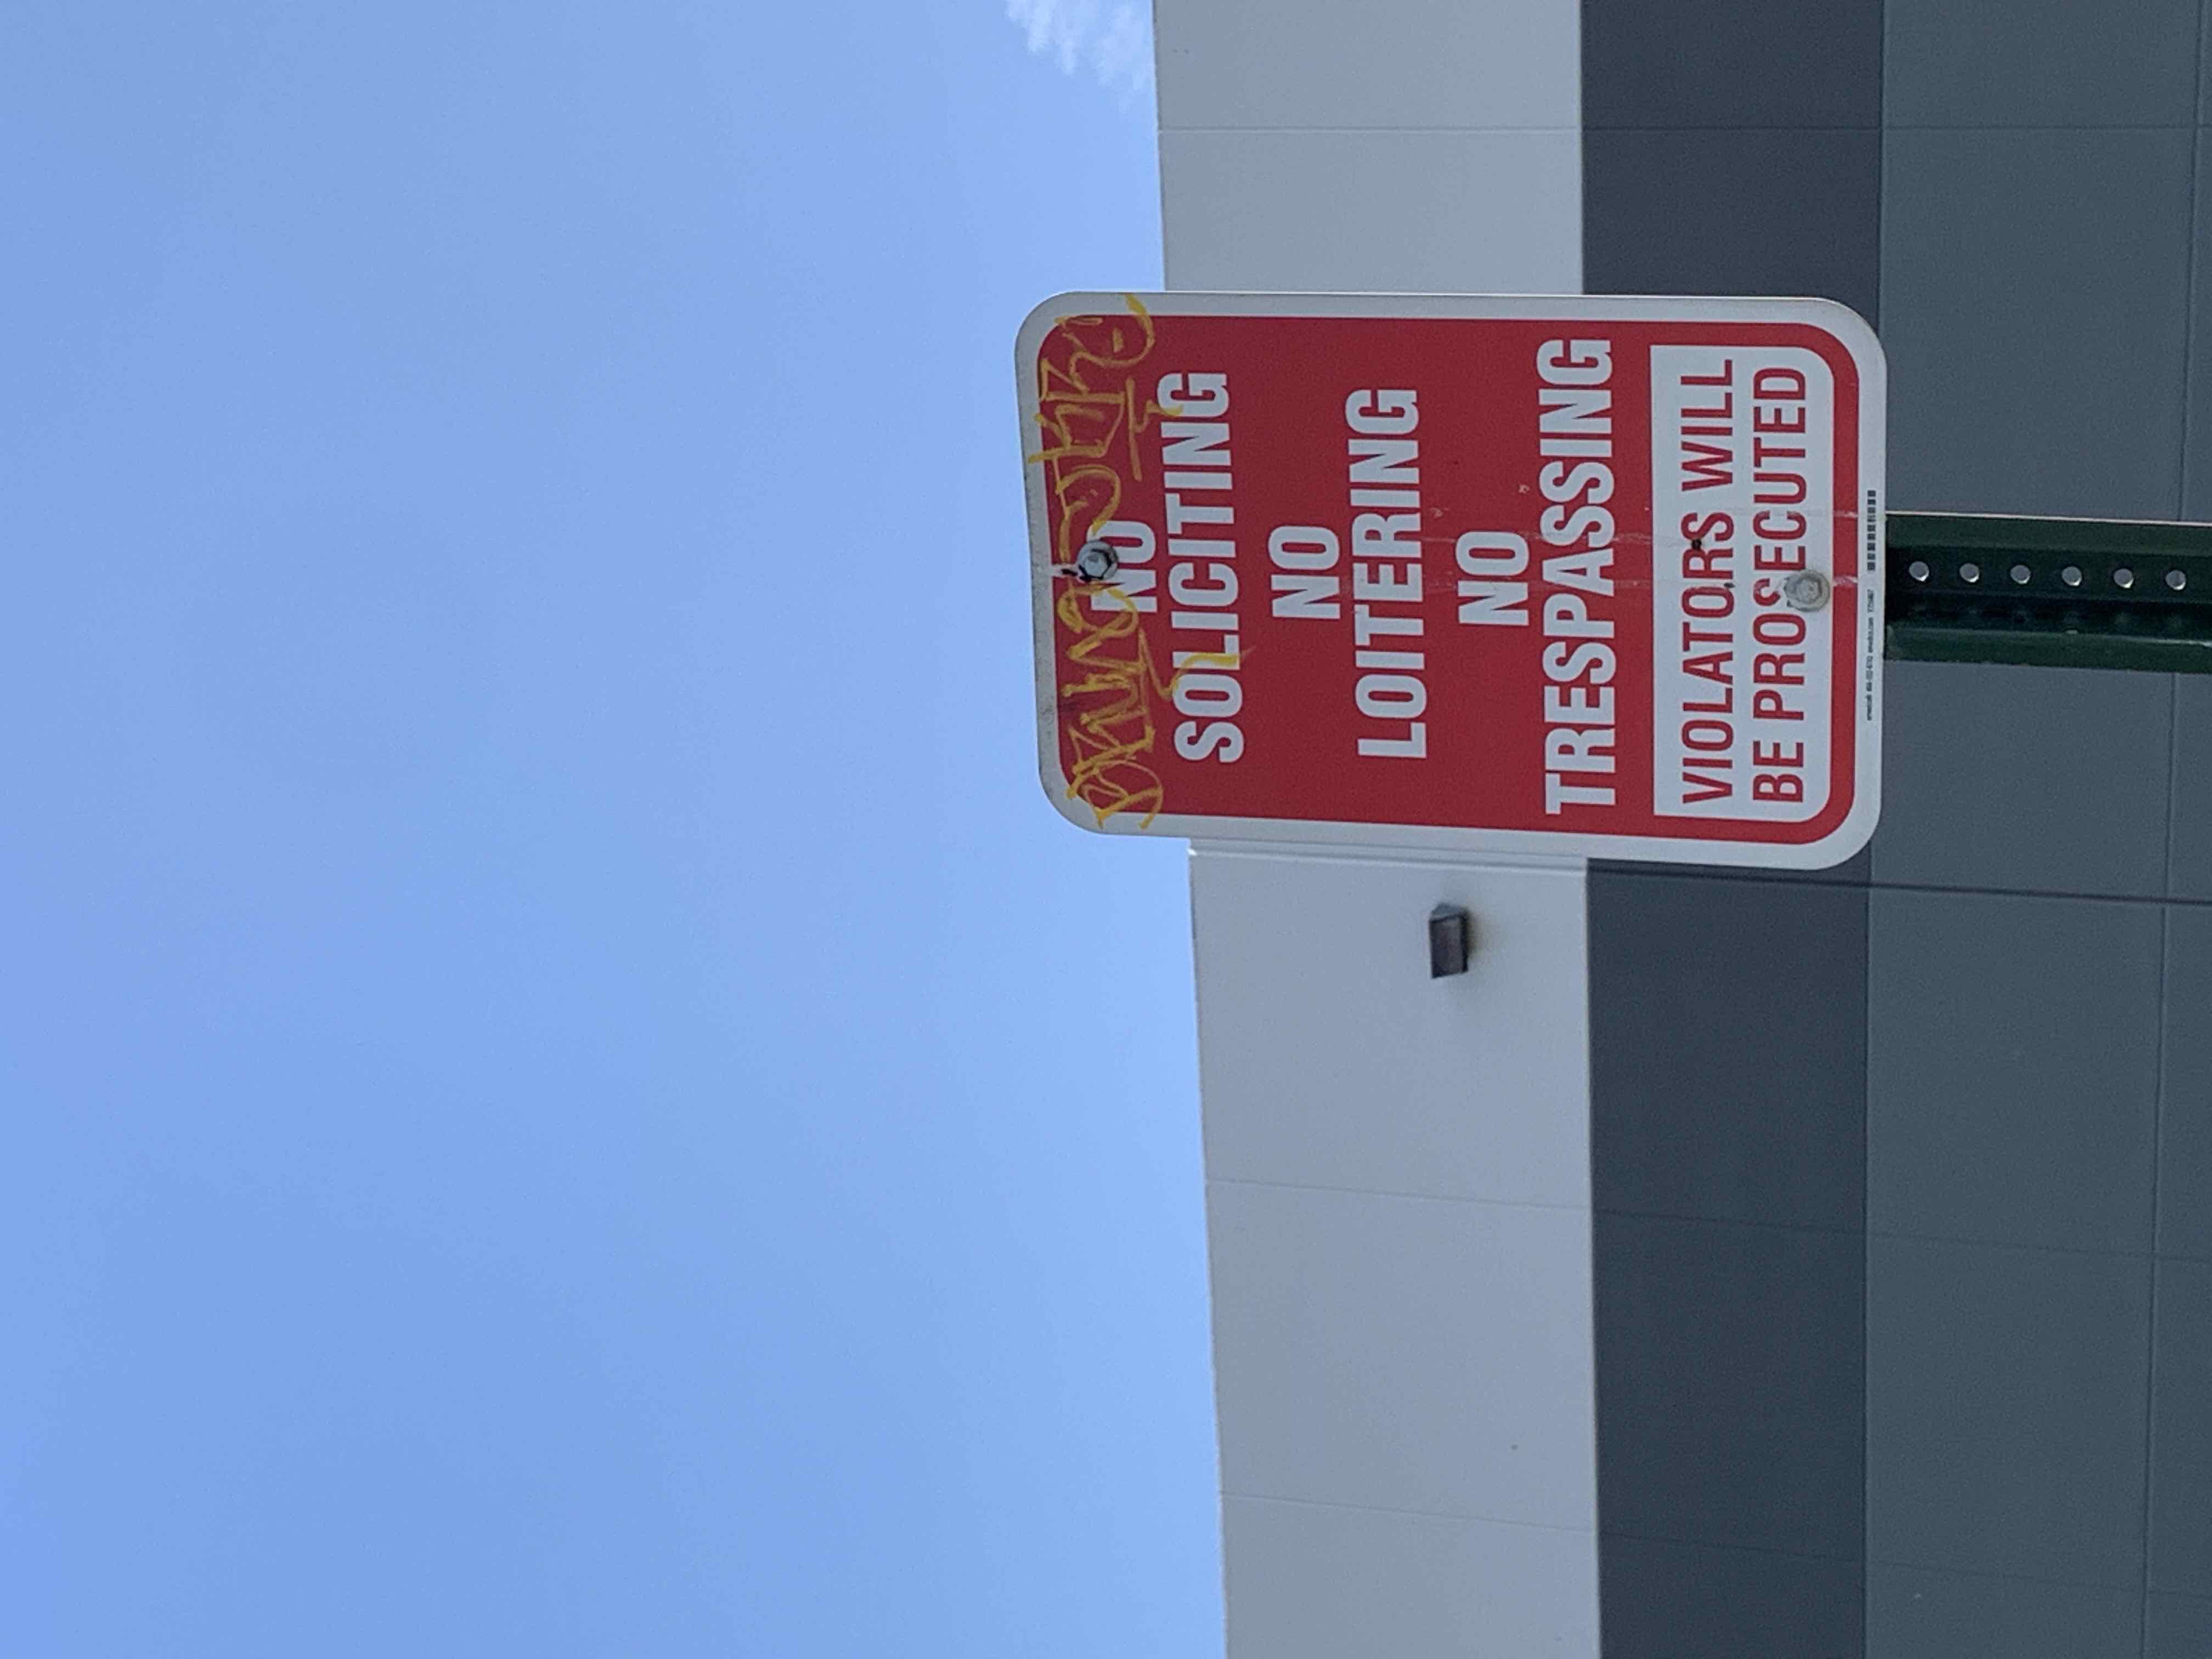 NO
SOLICITING
NO
LOITERING
NO
TRESPASSING
VIOLATORS WILL
BE PROSECUTED